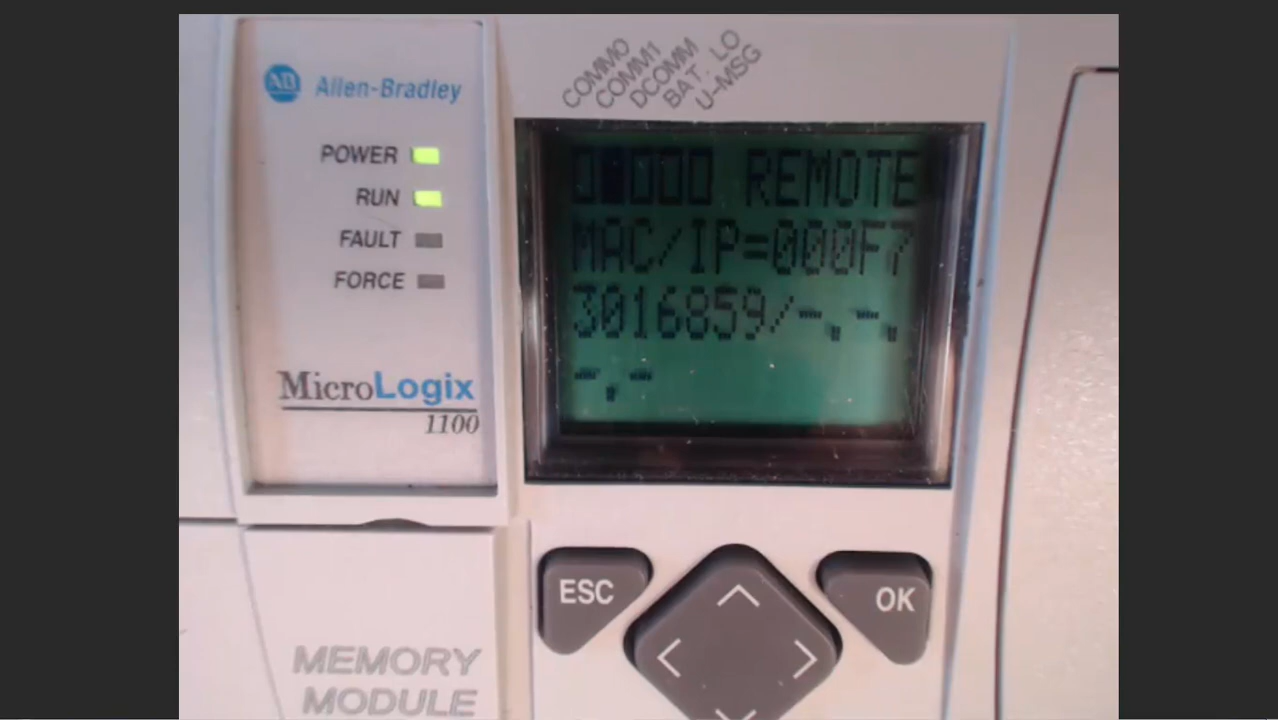 AB Allen-Bradley
POWER
RUN
FAULT
FORCE
MicroLogix
1100
MEMORY
MODULE
COMM0
COMM1
DCOMM
BAT. LO
U-MSG
REMOTE
MAC/IP=000F7
3016859/-.-.
-.-
ESC
OK